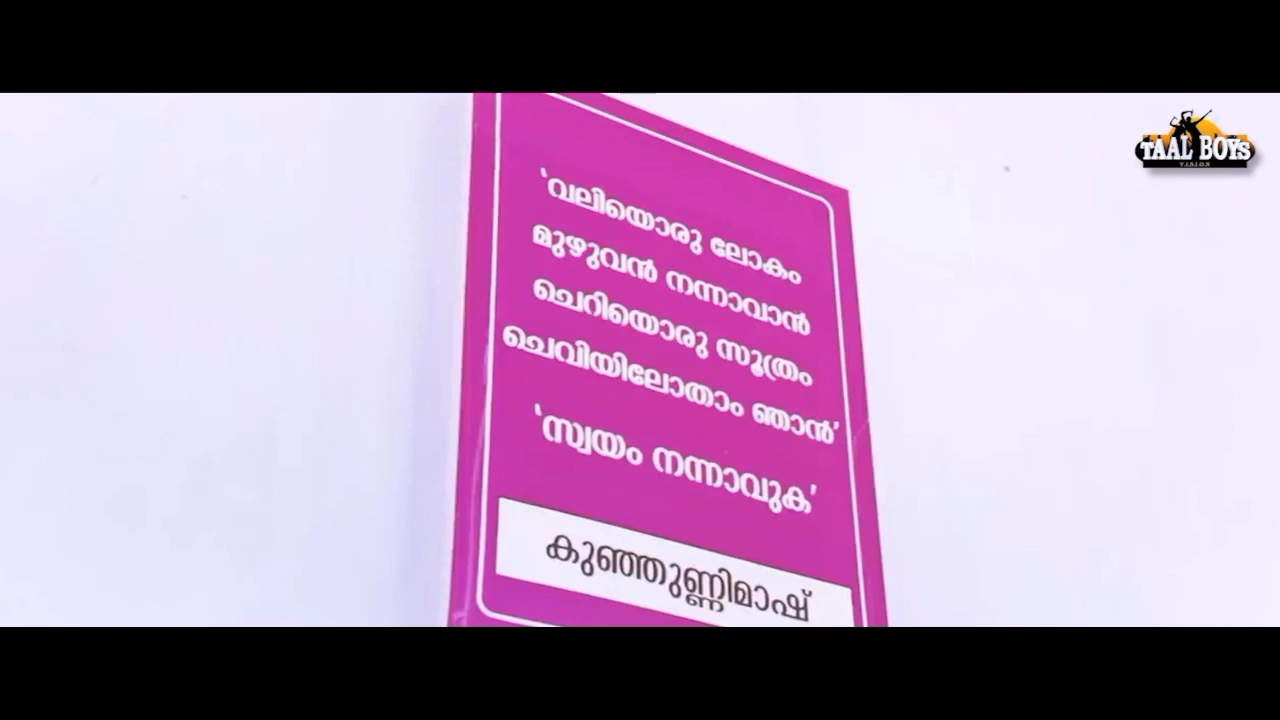 'വലിയൊരു ലോകം
മുഴുവൻ നന്നാവാൻ
ചെറിയൊരു സൂത്രം
ചെവിയിലോതാം ഞാൻ'
'സ്വയം നന്നാവുക'
കുഞ്ഞുണ്ണിമാഷ്
TAAL BOYS
V.I.S.I.O.N